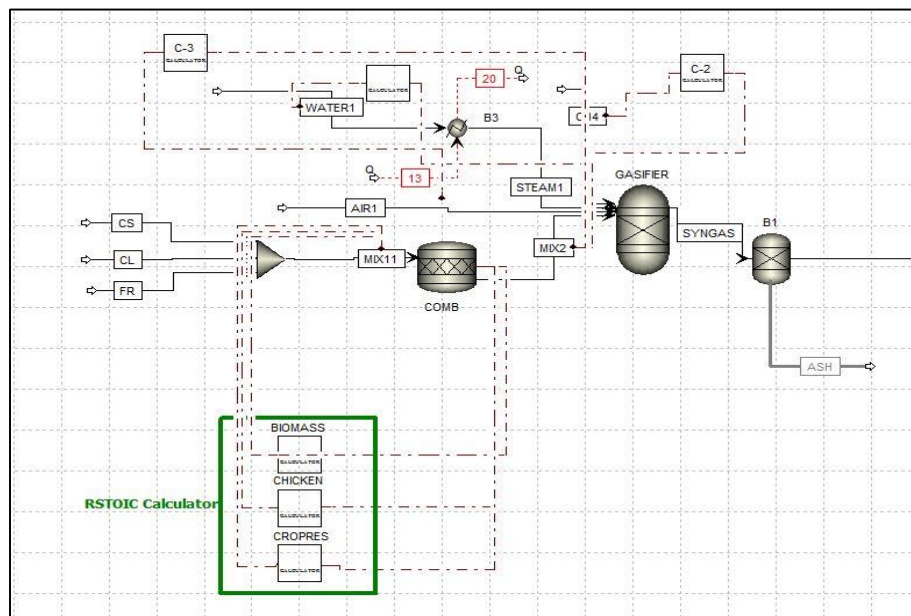 C-3
CALCULATOR
CALCULATOR
20
Q
C-2
CALCULATOR
WATER1
B3
CH4
Q
13
GASIFIER
STEAM1
AIR1
CS
SYNGAS
B1
MIX2
CL
MIX11
FR
COMB
ASH
BIOMASS
CALCULATOR
CHICKEN
RSTOIC Calculator
CALCULATOR
CROPRES
CALCULATOR